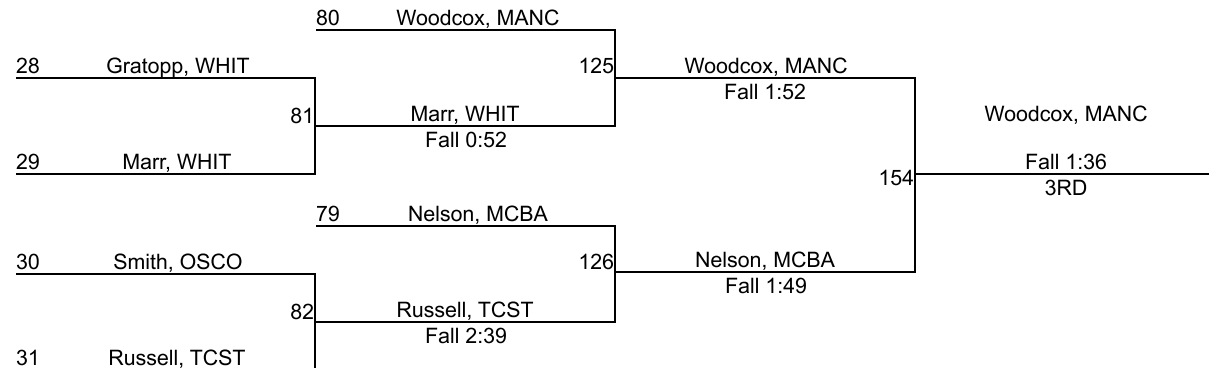 80 Woodcox, MANC
28 Gratopp, WHIT
125 Woodcox, MANC
Fall 1:52
81 Marr, WHIT
Fall 0:52
Woodcox, MANC
29 Marr, WHIT
Fall 1:36
154
3RD
79 Nelson, MCBA
30 Smith, OSCO
126 Nelson, MCBA
Fall 1:49
82 Russell, TCST
Fall 2:39
31 Russell, TCST